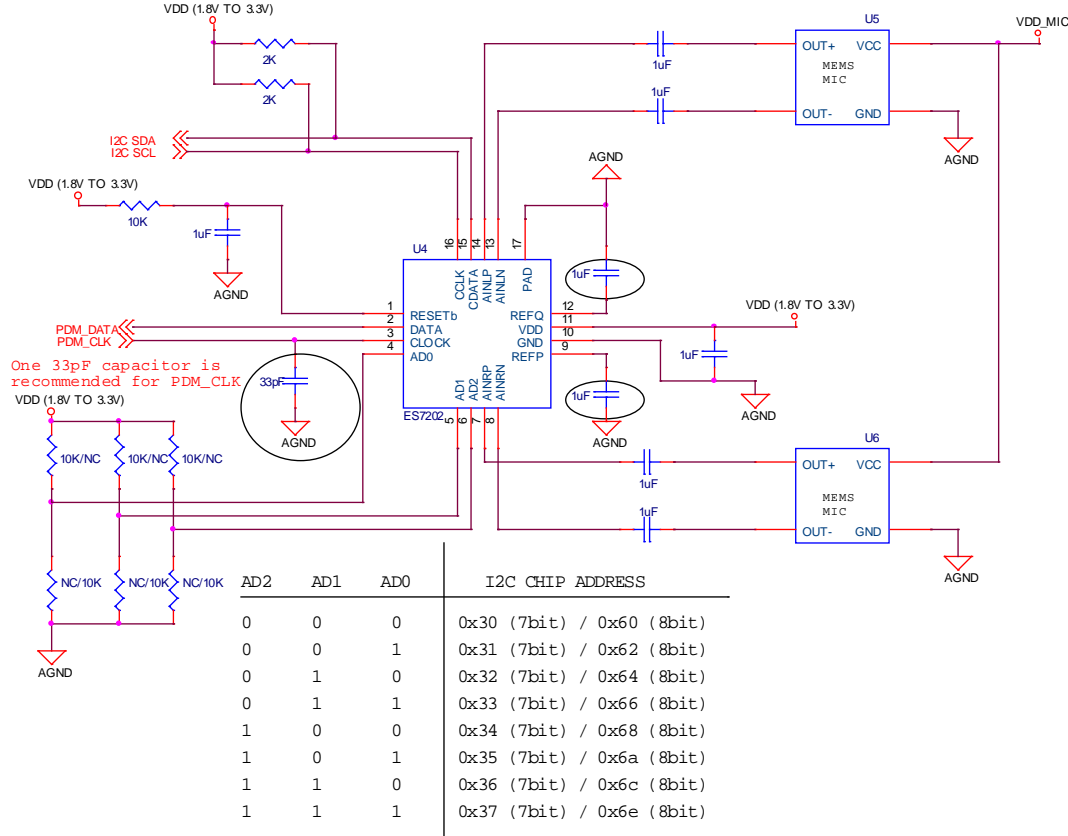 VDD (1.8V TO 3.3V)
2K
2K
I2C SDA
I2C SCL
VDD (1.8V TO 3.3V)
10K
1uF
AGND
PDM_DATA
PDM_CLK
One 33pF capacitor is
recommended for PDM_CLK
33pF
AGND
VDD (1.8V TO 3.3V)
10K/NC
10K/NC
10K/NC
NC/10K
NC/10K
NC/10K
AGND
U4
16
15
14
13
17
CCLK
CDATA
AINLP
AINLN
PAD
1
RESETb
2
DATA
3
CLOCK
4
AD0
12
REFQ
11
VDD
10
GND
9
REFP
AD1
AD2
AINRP
AINRN
5
6
7
8
ES7202
1uF
1uF
AGND
1uF
VDD (1.8V TO 3.3V)
1uF
AGND
1uF
AGND
U5
OUT+
VCC
MEMS
MIC
OUT-
GND
VDD_MIC
AGND
1uF
1uF
U6
OUT+
VCC
MEMS
MIC
OUT-
GND
AGND
AD2 AD1 AD0 I2C CHIP ADDRESS
0 0 0 0x30 (7bit) / 0x60 (8bit)
0 0 1 0x31 (7bit) / 0x62 (8bit)
0 1 0 0x32 (7bit) / 0x64 (8bit)
0 1 1 0x33 (7bit) / 0x66 (8bit)
1 0 0 0x34 (7bit) / 0x68 (8bit)
1 0 1 0x35 (7bit) / 0x6a (8bit)
1 1 0 0x36 (7bit) / 0x6c (8bit)
1 1 1 0x37 (7bit) / 0x6e (8bit)